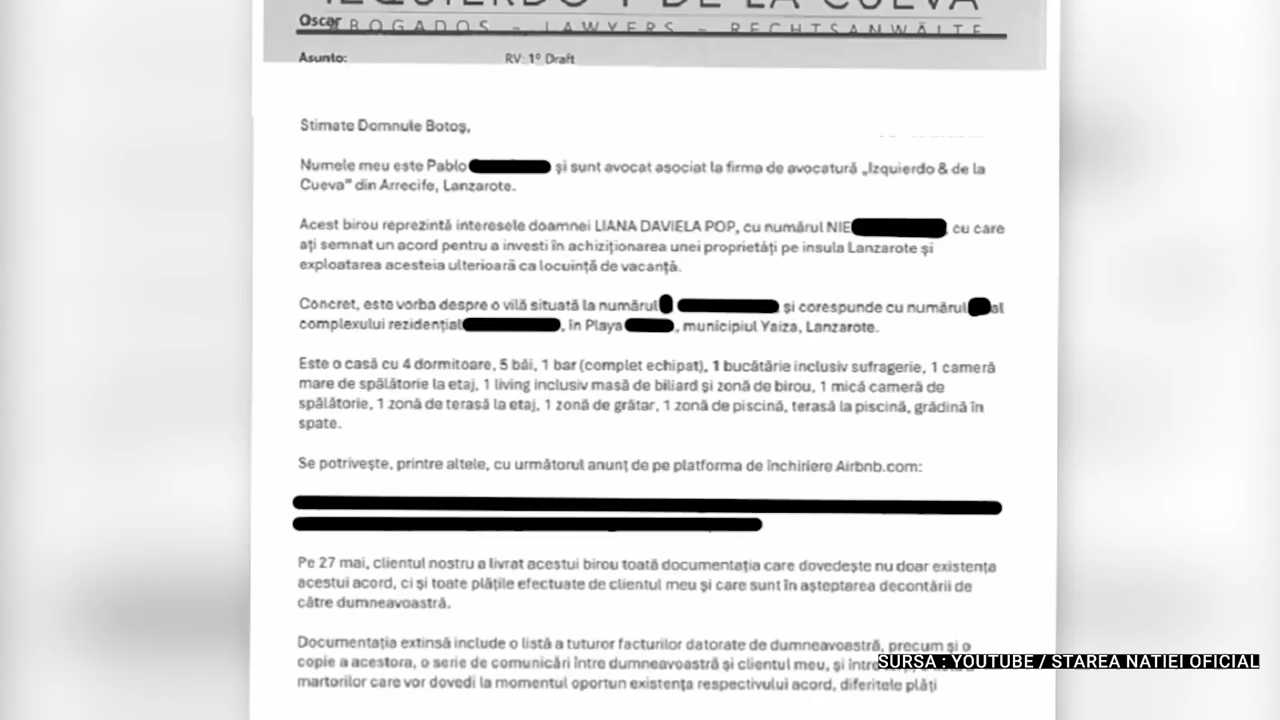 IZQUIERDO Y DE LA CUEVA
Oscar
ABOGADOS - LAWYERS - RECHTSANWÄLTE
Asunto: RV: 1º Draft
Stimate Domnule Botoș,
Numele meu este Pablo și sunt avocat asociat la firma de avocatură „Izquierdo & de la
Cueva” din Arrecife, Lanzarote.
Acest birou reprezintă interesele doamnei LIANA DAVIELA POP, cu numărul NIE , cu care
ați semnat un acord pentru a investi în achiziționarea unei proprietăți pe insula Lanzarote și
exploatarea acesteia ulterioară ca locuință de vacanță.
Concret, este vorba despre o vilă situată la numărul și corespunde cu numărul al
complexului rezidențial , în Playa , municipiul Yaiza, Lanzarote.
Este o casă cu 4 dormitoare, 5 băi, 1 bar (complet echipat), 1 bucătărie inclusiv sufragerie, 1 cameră
mare de spălătorie la etaj, 1 living inclusiv masă de biliard și zonă de birou, 1 mică cameră de
spălătorie, 1 zonă de terasă la etaj, 1 zonă de grătar, 1 zonă de piscină, terasă la piscină, grădină în
spate.
Se potrivește, printre altele, cu următorul anunț de pe platforma de închiriere Airbnb.com:
Pe 27 mai, clientul nostru a livrat acestui birou toată documentația care dovedește nu doar existența
acestui acord, ci și toate plățile efectuate de clientul meu și care sunt în așteptarea decontării de
către dumneavoastră.
Documentația extinsă include o listă a tuturor facturilor datorate de dumneavoastră, precum și o
copie a acestora, o serie de comunicări între dumneavoastră și clientul meu, și între
martorilor care vor dovedi la momentul oportun existența respectivului acord, diferitele plăți
SURSA : YOUTUBE / STAREA NATIEI OFICIAL